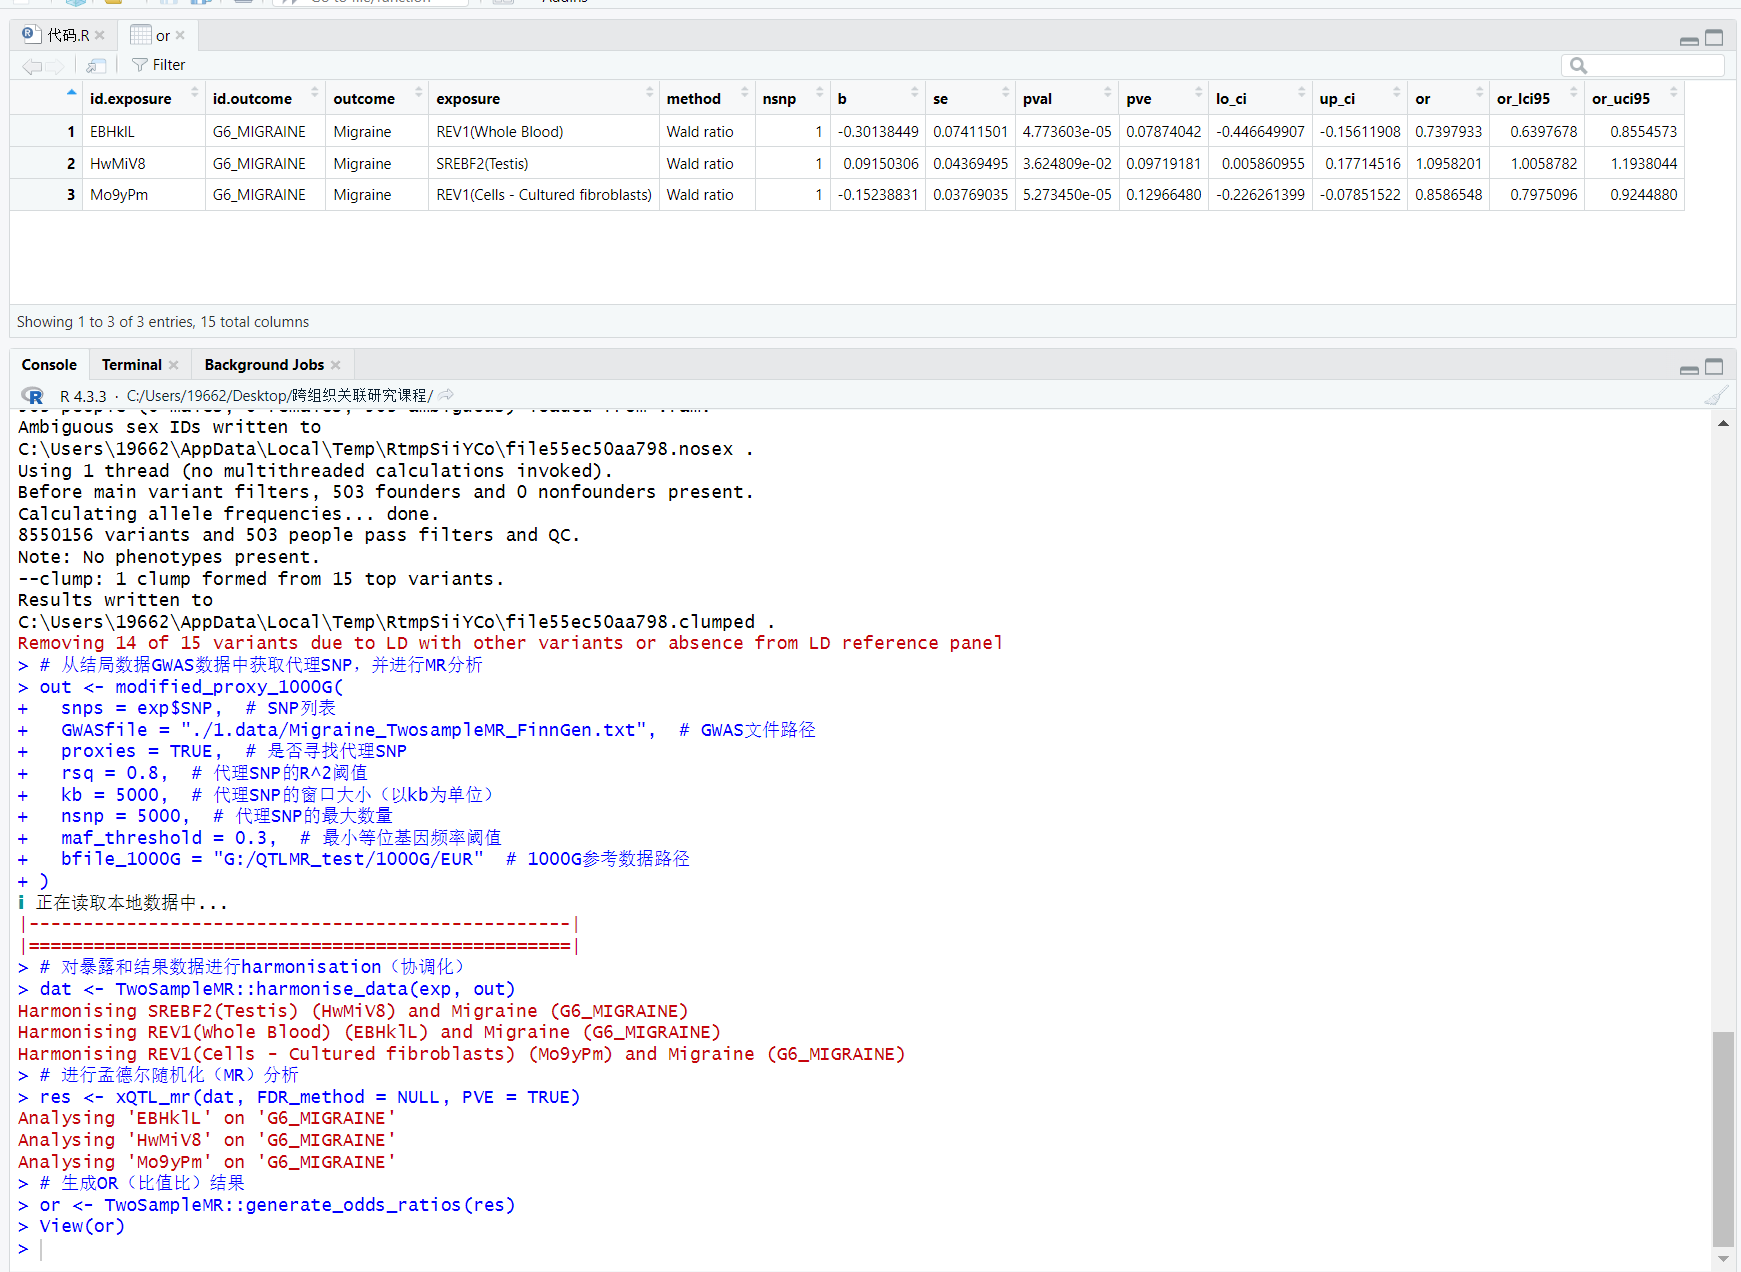 Go to file/function
Addins
代码.R
or
Filter
id.exposure id.outcome outcome exposure method nsnp b se pval pve lo_ci up_ci or or_lci95 or_uci95
1 EBHklL G6_MIGRAINE Migraine REV1(Whole Blood) Wald ratio 1 -0.30138449 0.07411501 4.773603e-05 0.07874042 -0.446649907 -0.15611908 0.7397933 0.6397678 0.8554573
2 HwMiV8 G6_MIGRAINE Migraine SREBF2(Testis) Wald ratio 1 0.09150306 0.04369495 3.624809e-02 0.09719181 0.005860955 0.17714516 1.0958201 1.0058782 1.1938044
3 Mo9yPm G6_MIGRAINE Migraine REV1(Cells - Cultured fibroblasts) Wald ratio 1 -0.15238831 0.03769035 5.273450e-05 0.12966480 -0.226261399 -0.07851522 0.8586548 0.7975096 0.9244880
Showing 1 to 3 of 3 entries, 15 total columns
Console Terminal Background Jobs
R 4.3.3 · C:/Users/19662/Desktop/跨组织关联研究课程/
503 people (0 males, 0 females, 503 ambiguous) loaded from .fam.
Ambiguous sex IDs written to
C:\Users\19662\AppData\Local\Temp\RtmpSiiYCo\file55ec50aa798.nosex .
Using 1 thread (no multithreaded calculations invoked).
Before main variant filters, 503 founders and 0 nonfounders present.
Calculating allele frequencies... done.
8550156 variants and 503 people pass filters and QC.
Note: No phenotypes present.
--clump: 1 clump formed from 15 top variants.
Results written to
C:\Users\19662\AppData\Local\Temp\RtmpSiiYCo\file55ec50aa798.clumped .
Removing 14 of 15 variants due to LD with other variants or absence from LD reference panel
> # 从结局数据GWAS数据中获取代理SNP，并进行MR分析
> out <- modified_proxy_1000G(
+   snps = exp$SNP,  # SNP列表
+   GWASfile = "./1.data/Migraine_TwosampleMR_FinnGen.txt",  # GWAS文件路径
+   proxies = TRUE,  # 是否寻找代理SNP
+   rsq = 0.8,  # 代理SNP的R^2阈值
+   kb = 5000,  # 代理SNP的窗口大小（以kb为单位）
+   nsnp = 5000,  # 代理SNP的最大数量
+   maf_threshold = 0.3,  # 最小等位基因频率阈值
+   bfile_1000G = "G:/QTLMR_test/1000G/EUR"  # 1000G参考数据路径
+ )
ℹ 正在读取本地数据中...
|--------------------------------------------------|
|==================================================|
> # 对暴露和结果数据进行harmonisation（协调化）
> dat <- TwoSampleMR::harmonise_data(exp, out)
Harmonising SREBF2(Testis) (HwMiV8) and Migraine (G6_MIGRAINE)
Harmonising REV1(Whole Blood) (EBHklL) and Migraine (G6_MIGRAINE)
Harmonising REV1(Cells - Cultured fibroblasts) (Mo9yPm) and Migraine (G6_MIGRAINE)
> # 进行孟德尔随机化（MR）分析
> res <- xQTL_mr(dat, FDR_method = NULL, PVE = TRUE)
Analysing 'EBHklL' on 'G6_MIGRAINE'
Analysing 'HwMiV8' on 'G6_MIGRAINE'
Analysing 'Mo9yPm' on 'G6_MIGRAINE'
> # 生成OR（比值比）结果
> or <- TwoSampleMR::generate_odds_ratios(res)
> View(or)
>